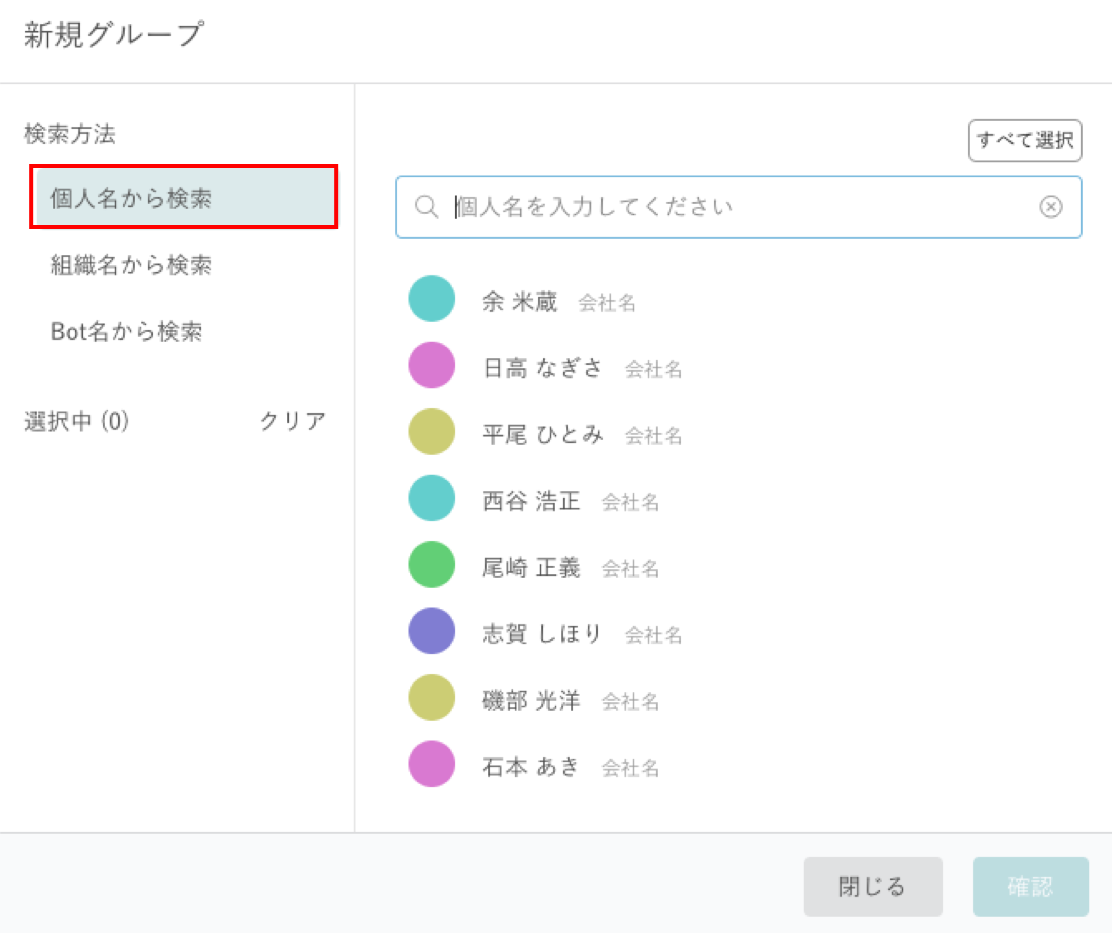 新規グループ
検索方法
個人名から検索
組織名から検索
Bot名から検索
選択中 (0) クリア
すべて選択
個人名を入力してください
余 米蔵 会社名
日高 なぎさ 会社名
平尾 ひとみ 会社名
西谷 浩正 会社名
尾崎 正義 会社名
志賀 しほり 会社名
磯部 光洋 会社名
石本 あき 会社名
閉じる 確認